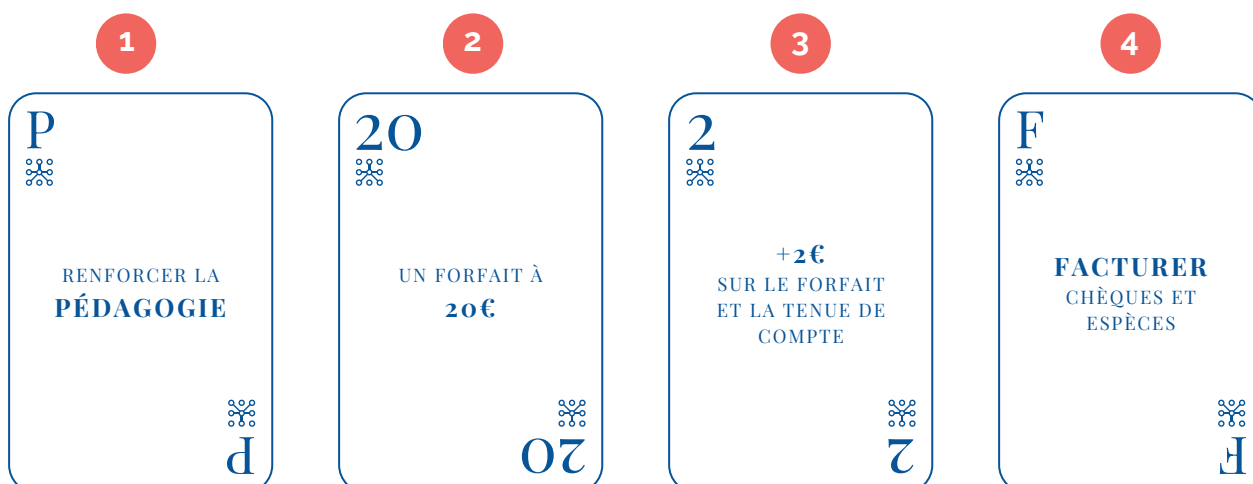 1
P
RENFORCER LA
PÉDAGOGIE
P
2
20
UN FORFAIT À
20€
20
3
2
+2€
SUR LE FORFAIT
ET LA TENUE DE
COMPTE
2
4
F
FACTURER
CHÈQUES ET
ESPÈCES
F